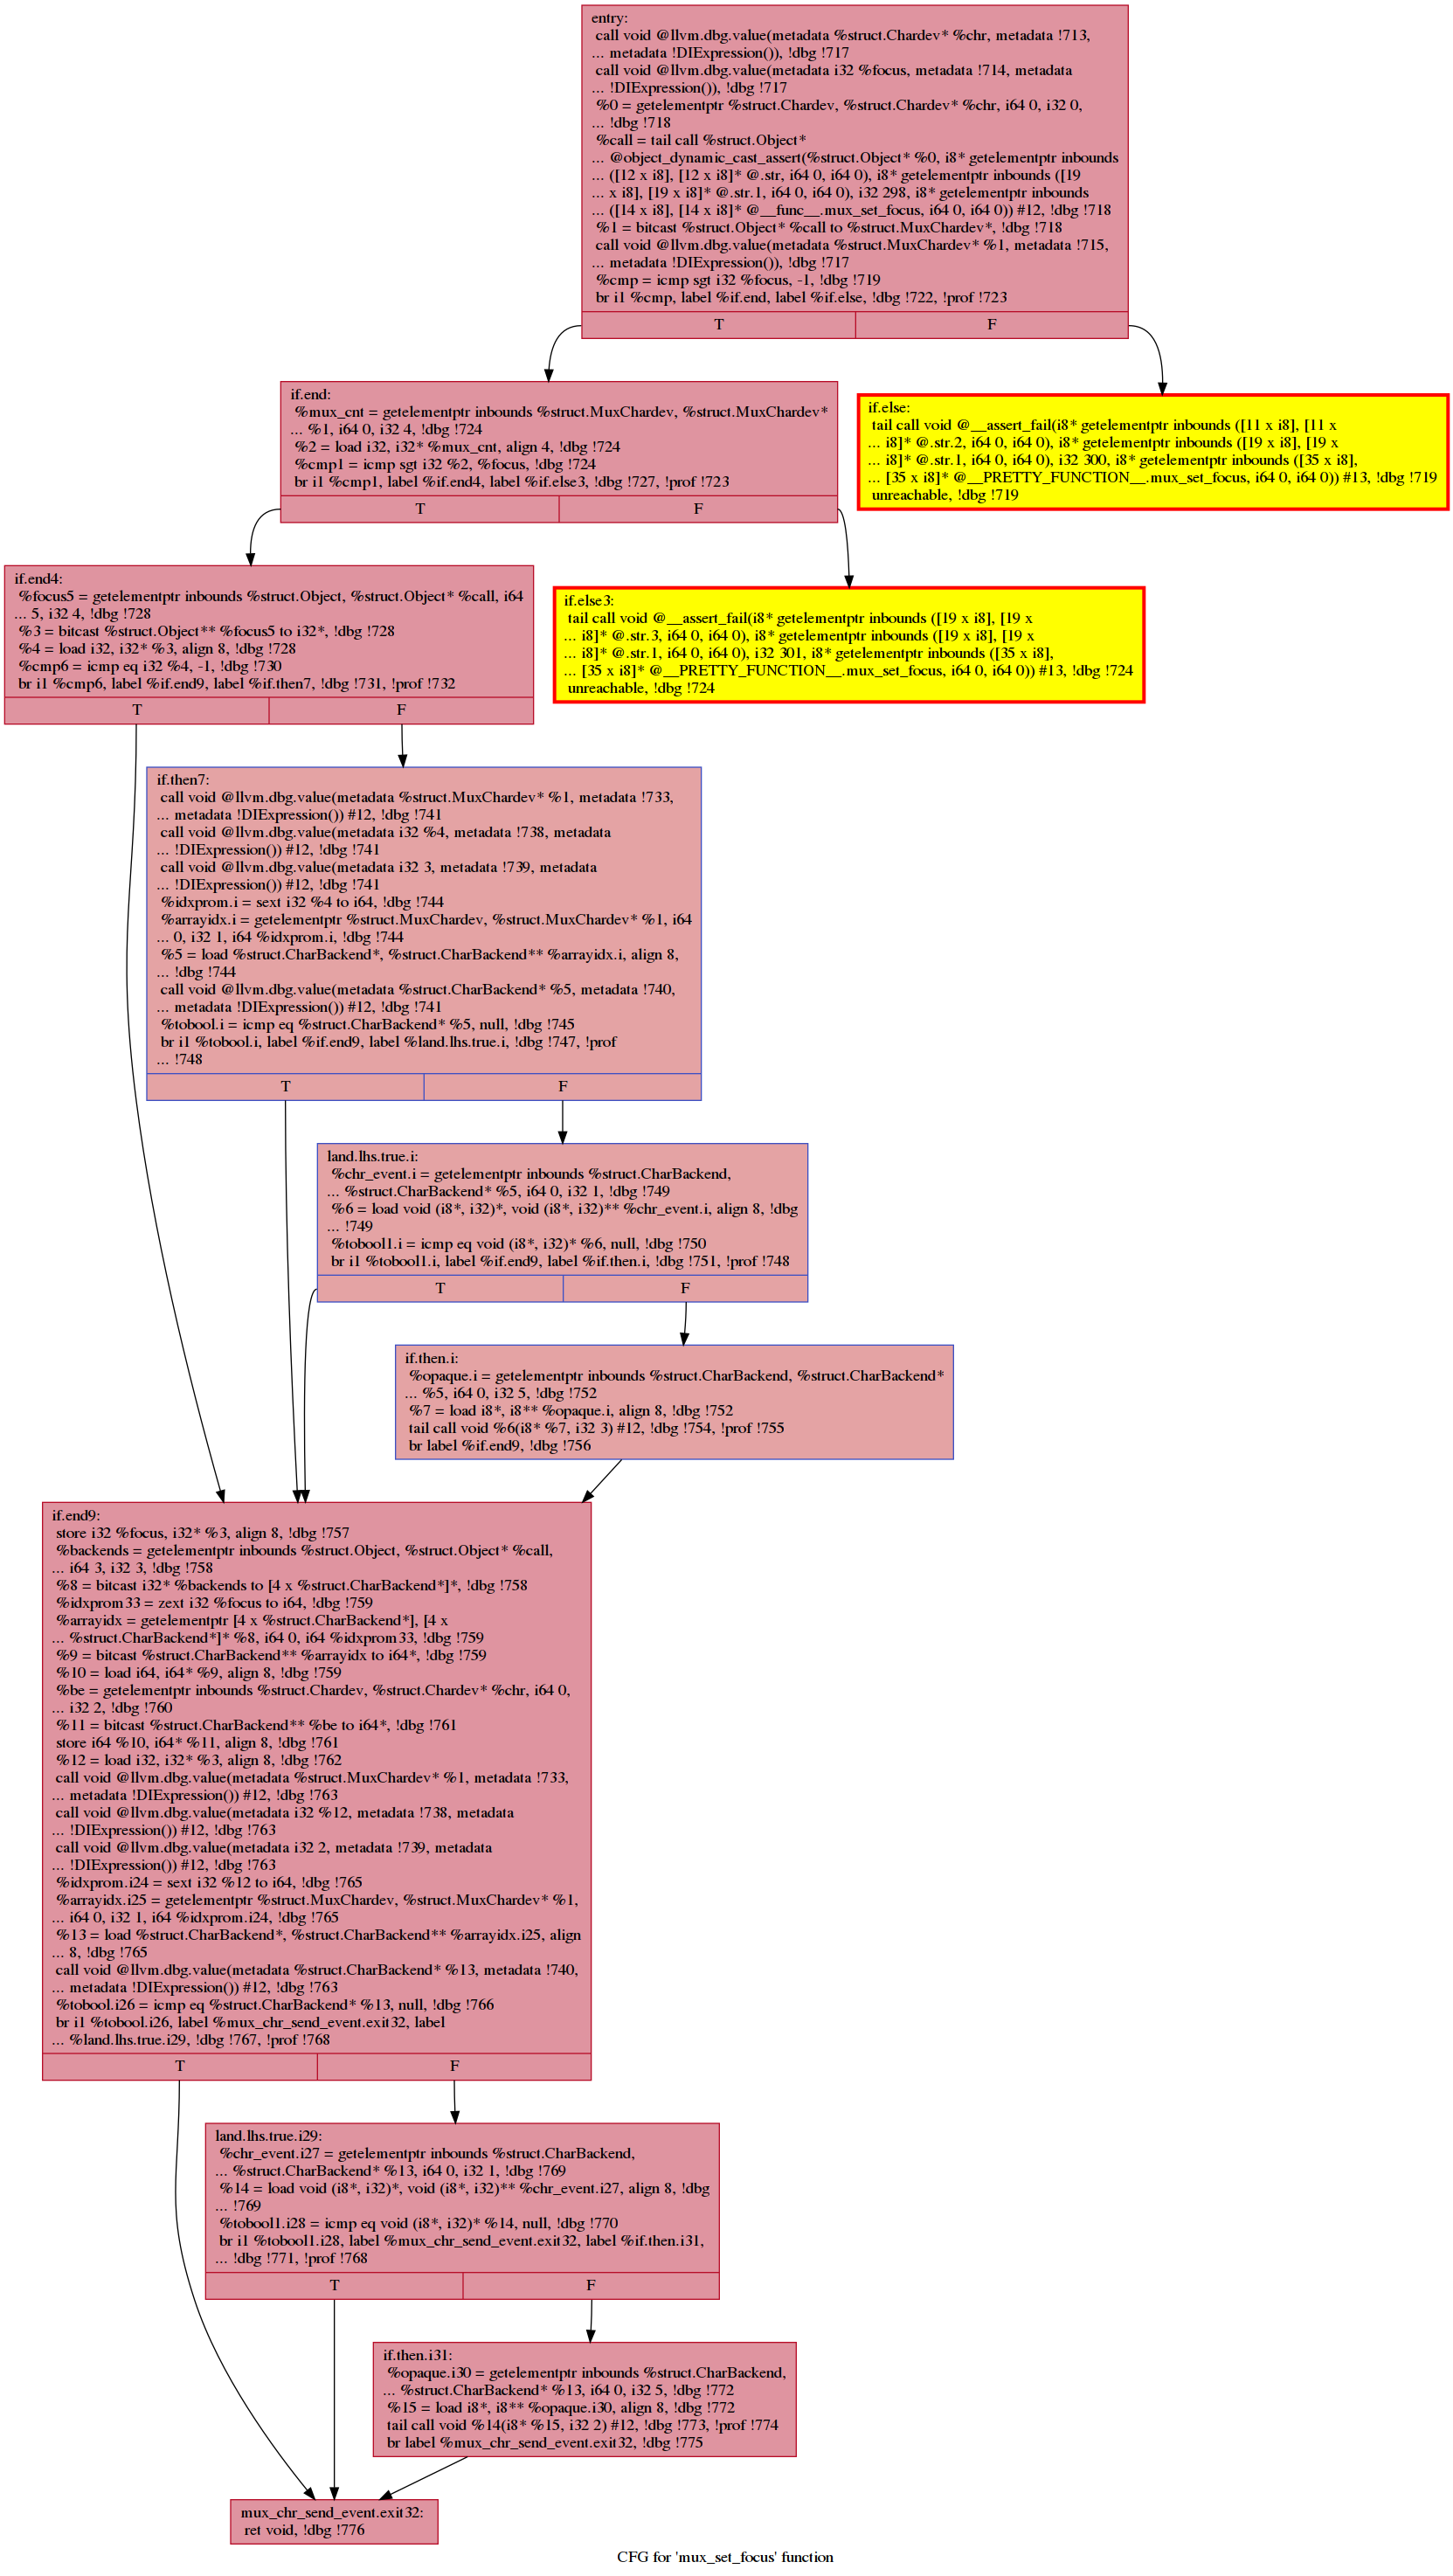 entry:
call void @llvm.dbg.value(metadata %struct.Chardev* %chr, metadata !713,
... metadata !DIExpression()), !dbg !717
call void @llvm.dbg.value(metadata i32 %focus, metadata !714, metadata
... !DIExpression()), !dbg !717
%0 = getelementptr %struct.Chardev, %struct.Chardev* %chr, i64 0, i32 0,
... !dbg !718
%call = tail call %struct.Object*
... @object_dynamic_cast_assert(%struct.Object* %0, i8* getelementptr inbounds
... ([12 x i8], [12 x i8]* @.str, i64 0, i64 0), i8* getelementptr inbounds ([19
... x i8], [19 x i8]* @.str.1, i64 0, i64 0), i32 298, i8* getelementptr inbounds
... ([14 x i8], [14 x i8]* @__func__.mux_set_focus, i64 0, i64 0)) #12, !dbg !718
%1 = bitcast %struct.Object* %call to %struct.MuxChardev*, !dbg !718
call void @llvm.dbg.value(metadata %struct.MuxChardev* %1, metadata !715,
... metadata !DIExpression()), !dbg !717
%cmp = icmp sgt i32 %focus, -1, !dbg !719
br i1 %cmp, label %if.end, label %if.else, !dbg !722, !prof !723
T F
if.end:
%mux_cnt = getelementptr inbounds %struct.MuxChardev, %struct.MuxChardev*
... %1, i64 0, i32 4, !dbg !724
%2 = load i32, i32* %mux_cnt, align 4, !dbg !724
%cmp1 = icmp sgt i32 %2, %focus, !dbg !724
br i1 %cmp1, label %if.end4, label %if.else3, !dbg !727, !prof !723
T F
if.else:
tail call void @__assert_fail(i8* getelementptr inbounds ([11 x i8], [11 x
... i8]* @.str.2, i64 0, i64 0), i8* getelementptr inbounds ([19 x i8], [19 x
... i8]* @.str.1, i64 0, i64 0), i32 300, i8* getelementptr inbounds ([35 x i8],
... [35 x i8]* @__PRETTY_FUNCTION__.mux_set_focus, i64 0, i64 0)) #13, !dbg !719
unreachable, !dbg !719
if.end4:
%focus5 = getelementptr inbounds %struct.Object, %struct.Object* %call, i64
... 5, i32 4, !dbg !728
%3 = bitcast %struct.Object** %focus5 to i32*, !dbg !728
%4 = load i32, i32* %3, align 8, !dbg !728
%cmp6 = icmp eq i32 %4, -1, !dbg !730
br i1 %cmp6, label %if.end9, label %if.then7, !dbg !731, !prof !732
T F
if.else3:
tail call void @__assert_fail(i8* getelementptr inbounds ([19 x i8], [19 x
... i8]* @.str.3, i64 0, i64 0), i8* getelementptr inbounds ([19 x i8], [19 x
... i8]* @.str.1, i64 0, i64 0), i32 301, i8* getelementptr inbounds ([35 x i8],
... [35 x i8]* @__PRETTY_FUNCTION__.mux_set_focus, i64 0, i64 0)) #13, !dbg !724
unreachable, !dbg !724
if.then7:
call void @llvm.dbg.value(metadata %struct.MuxChardev* %1, metadata !733,
... metadata !DIExpression()) #12, !dbg !741
call void @llvm.dbg.value(metadata i32 %4, metadata !738, metadata
... !DIExpression()) #12, !dbg !741
call void @llvm.dbg.value(metadata i32 3, metadata !739, metadata
... !DIExpression()) #12, !dbg !741
%idxprom.i = sext i32 %4 to i64, !dbg !744
%arrayidx.i = getelementptr %struct.MuxChardev, %struct.MuxChardev* %1, i64
... 0, i32 1, i64 %idxprom.i, !dbg !744
%5 = load %struct.CharBackend*, %struct.CharBackend** %arrayidx.i, align 8,
... !dbg !744
call void @llvm.dbg.value(metadata %struct.CharBackend* %5, metadata !740,
... metadata !DIExpression()) #12, !dbg !741
%tobool.i = icmp eq %struct.CharBackend* %5, null, !dbg !745
br i1 %tobool.i, label %if.end9, label %land.lhs.true.i, !dbg !747, !prof
... !748
T F
land.lhs.true.i:
%chr_event.i = getelementptr inbounds %struct.CharBackend,
... %struct.CharBackend* %5, i64 0, i32 1, !dbg !749
%6 = load void (i8*, i32)*, void (i8*, i32)** %chr_event.i, align 8, !dbg
... !749
%tobool1.i = icmp eq void (i8*, i32)* %6, null, !dbg !750
br i1 %tobool1.i, label %if.end9, label %if.then.i, !dbg !751, !prof !748
T F
if.then.i:
%opaque.i = getelementptr inbounds %struct.CharBackend, %struct.CharBackend*
... %5, i64 0, i32 5, !dbg !752
%7 = load i8*, i8** %opaque.i, align 8, !dbg !752
tail call void %6(i8* %7, i32 3) #12, !dbg !754, !prof !755
br label %if.end9, !dbg !756
if.end9:
store i32 %focus, i32* %3, align 8, !dbg !757
%backends = getelementptr inbounds %struct.Object, %struct.Object* %call,
... i64 3, i32 3, !dbg !758
%8 = bitcast i32* %backends to [4 x %struct.CharBackend*]*, !dbg !758
%idxprom33 = zext i32 %focus to i64, !dbg !759
%arrayidx = getelementptr [4 x %struct.CharBackend*], [4 x
... %struct.CharBackend*]* %8, i64 0, i64 %idxprom33, !dbg !759
%9 = bitcast %struct.CharBackend** %arrayidx to i64*, !dbg !759
%10 = load i64, i64* %9, align 8, !dbg !759
%be = getelementptr inbounds %struct.Chardev, %struct.Chardev* %chr, i64 0,
... i32 2, !dbg !760
%11 = bitcast %struct.CharBackend** %be to i64*, !dbg !761
store i64 %10, i64* %11, align 8, !dbg !761
%12 = load i32, i32* %3, align 8, !dbg !762
call void @llvm.dbg.value(metadata %struct.MuxChardev* %1, metadata !733,
... metadata !DIExpression()) #12, !dbg !763
call void @llvm.dbg.value(metadata i32 %12, metadata !738, metadata
... !DIExpression()) #12, !dbg !763
call void @llvm.dbg.value(metadata i32 2, metadata !739, metadata
... !DIExpression()) #12, !dbg !763
%idxprom.i24 = sext i32 %12 to i64, !dbg !765
%arrayidx.i25 = getelementptr %struct.MuxChardev, %struct.MuxChardev* %1,
... i64 0, i32 1, i64 %idxprom.i24, !dbg !765
%13 = load %struct.CharBackend*, %struct.CharBackend** %arrayidx.i25, align
... 8, !dbg !765
call void @llvm.dbg.value(metadata %struct.CharBackend* %13, metadata !740,
... metadata !DIExpression()) #12, !dbg !763
%tobool.i26 = icmp eq %struct.CharBackend* %13, null, !dbg !766
br i1 %tobool.i26, label %mux_chr_send_event.exit32, label
... %land.lhs.true.i29, !dbg !767, !prof !768
T F
land.lhs.true.i29:
%chr_event.i27 = getelementptr inbounds %struct.CharBackend,
... %struct.CharBackend* %13, i64 0, i32 1, !dbg !769
%14 = load void (i8*, i32)*, void (i8*, i32)** %chr_event.i27, align 8, !dbg
... !769
%tobool1.i28 = icmp eq void (i8*, i32)* %14, null, !dbg !770
br i1 %tobool1.i28, label %mux_chr_send_event.exit32, label %if.then.i31,
... !dbg !771, !prof !768
T F
if.then.i31:
%opaque.i30 = getelementptr inbounds %struct.CharBackend,
... %struct.CharBackend* %13, i64 0, i32 5, !dbg !772
%15 = load i8*, i8** %opaque.i30, align 8, !dbg !772
tail call void %14(i8* %15, i32 2) #12, !dbg !773, !prof !774
br label %mux_chr_send_event.exit32, !dbg !775
mux_chr_send_event.exit32:
ret void, !dbg !776
CFG for 'mux_set_focus' function